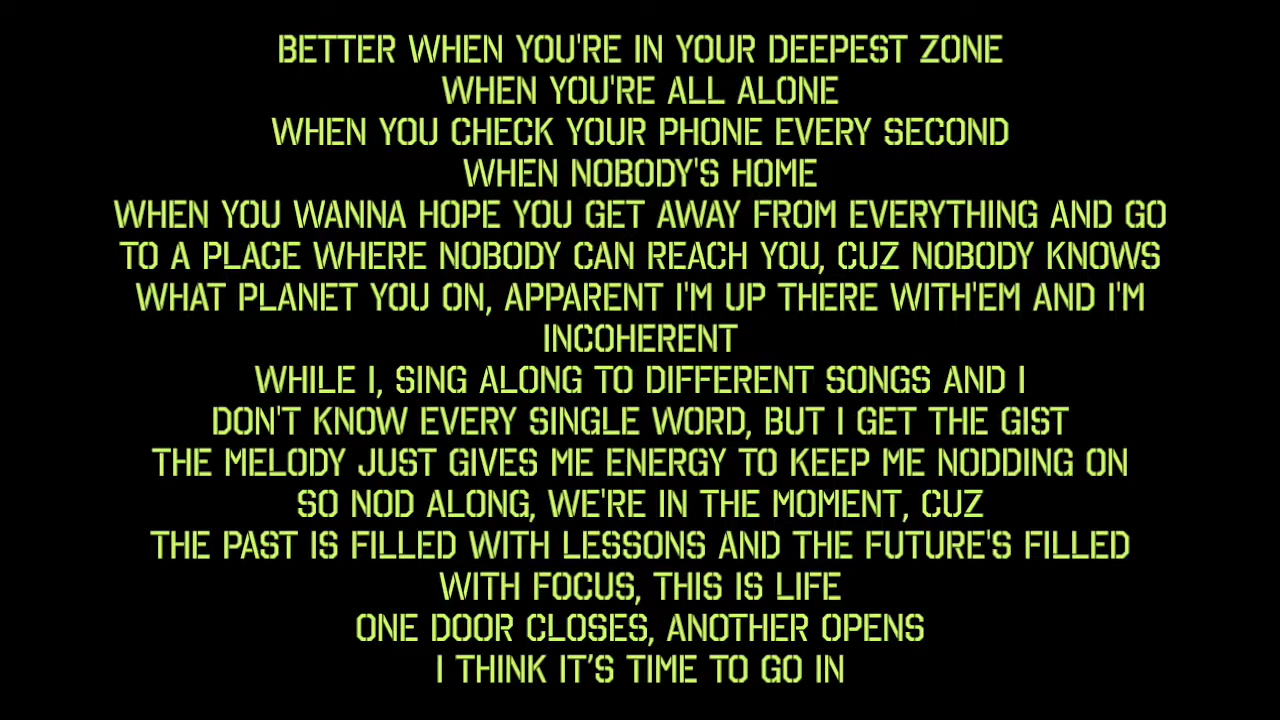 BETTER WHEN YOU'RE IN YOUR DEEPEST ZONE
WHEN YOU'RE ALL ALONE
WHEN YOU CHECK YOUR PHONE EVERY SECOND
WHEN NOBODY'S HOME
WHEN YOU WANNA HOPE YOU GET AWAY FROM EVERYTHING AND GO
TO A PLACE WHERE NOBODY CAN REACH YOU, CUZ NOBODY KNOWS
WHAT PLANET YOU ON, APPARENT I'M UP THERE WITH'EM AND I'M
INCOHERENT
WHILE I, SING ALONG TO DIFFERENT SONGS AND I
DON'T KNOW EVERY SINGLE WORD, BUT I GET THE GIST
THE MELODY JUST GIVES ME ENERGY TO KEEP ME NODDING ON
SO NOD ALONG, WE'RE IN THE MOMENT, CUZ
THE PAST IS FILLED WITH LESSONS AND THE FUTURE'S FILLED
WITH FOCUS, THIS IS LIFE
ONE DOOR CLOSES, ANOTHER OPENS
I THINK IT’S TIME TO GO IN